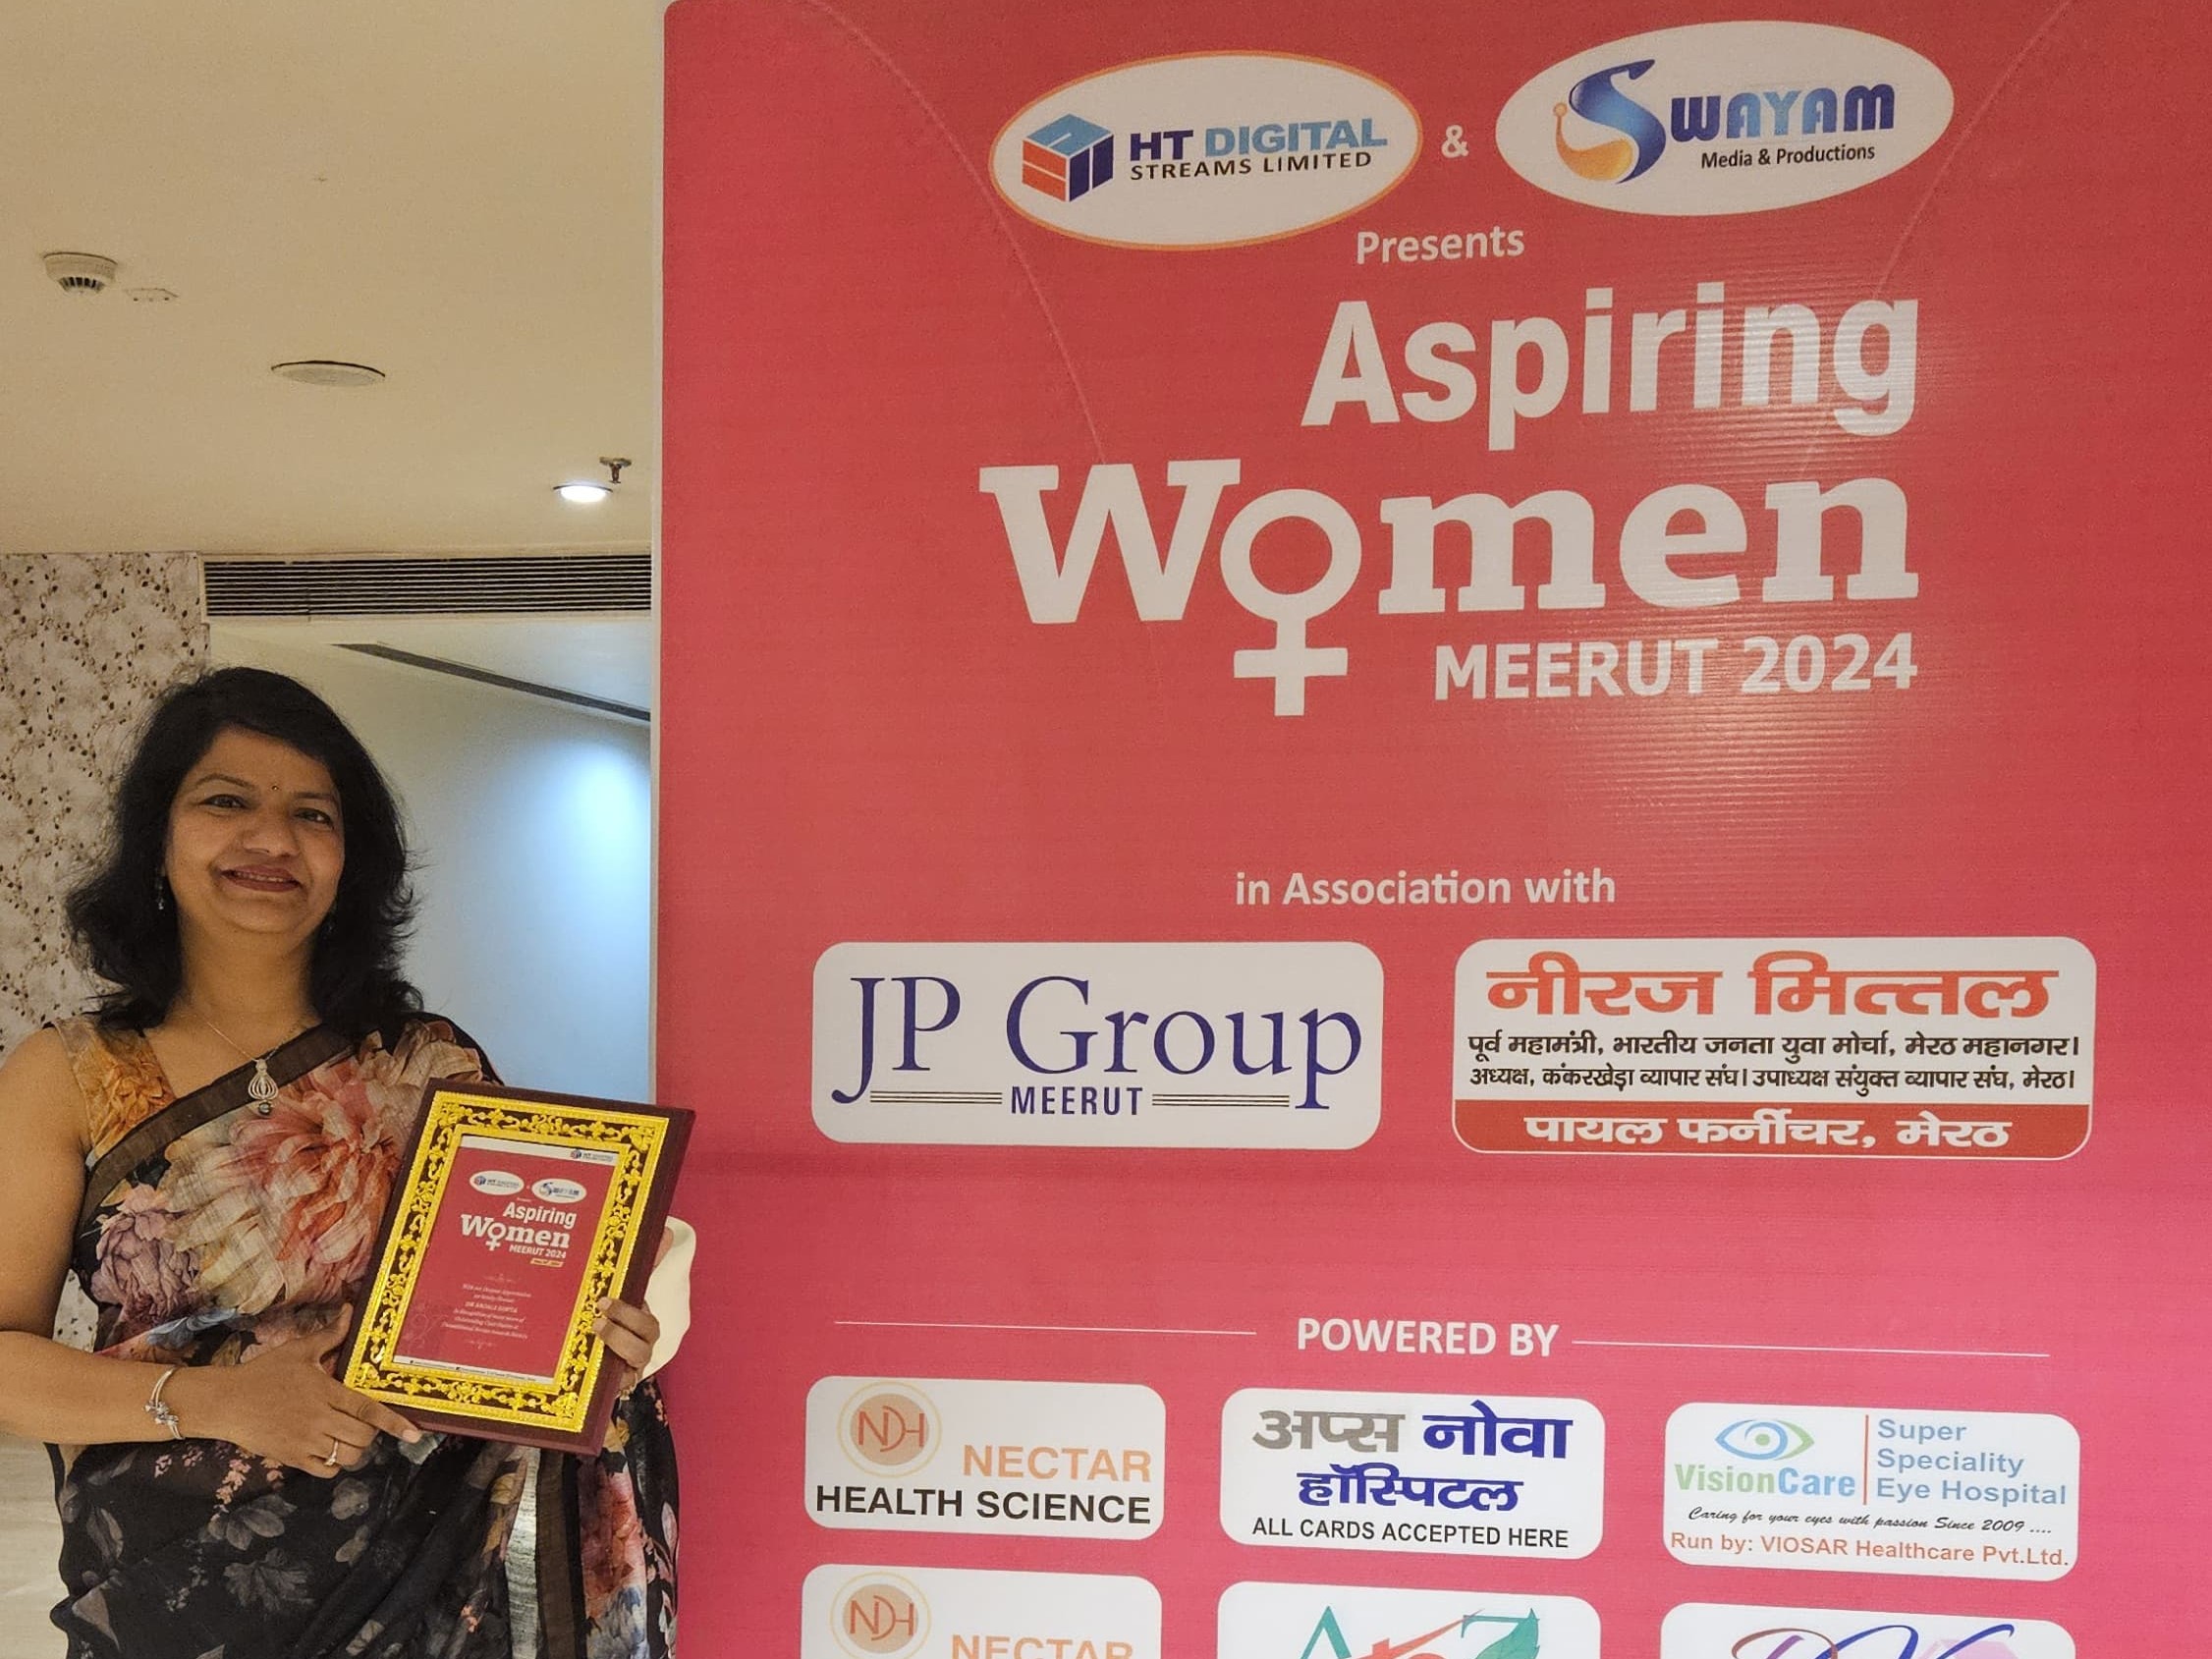 HT DIGITAL
STREAMS LIMITED
&
SWAYAM
Media & Productions
Presents
Aspiring
Women
MEERUT 2024
in Association with
JP Group
MEERUT
नीरज मित्तल
पूर्व महामंत्री, भारतीय जनता युवा मोर्चा, मेरठ महानगर।
अध्यक्ष, कंकरखेड़ा व्यापार संघ। उपाध्यक्ष संयुक्त व्यापार संघ, मेरठ।
पायल फर्नीचर, मेरठ
POWERED BY
NDH
NECTAR
HEALTH SCIENCE
अप्स नोवा
हॉस्पिटल
ALL CARDS ACCEPTED HERE
VisionCare
Super
Speciality
Eye Hospital
Caring for your eyes with passion Since 2009 ....
Run by: VIOSAR Healthcare Pvt.Ltd.
NDH
NECTAR
HT DIGITAL
SWAYAM
Aspiring
Women
MEERUT 2024